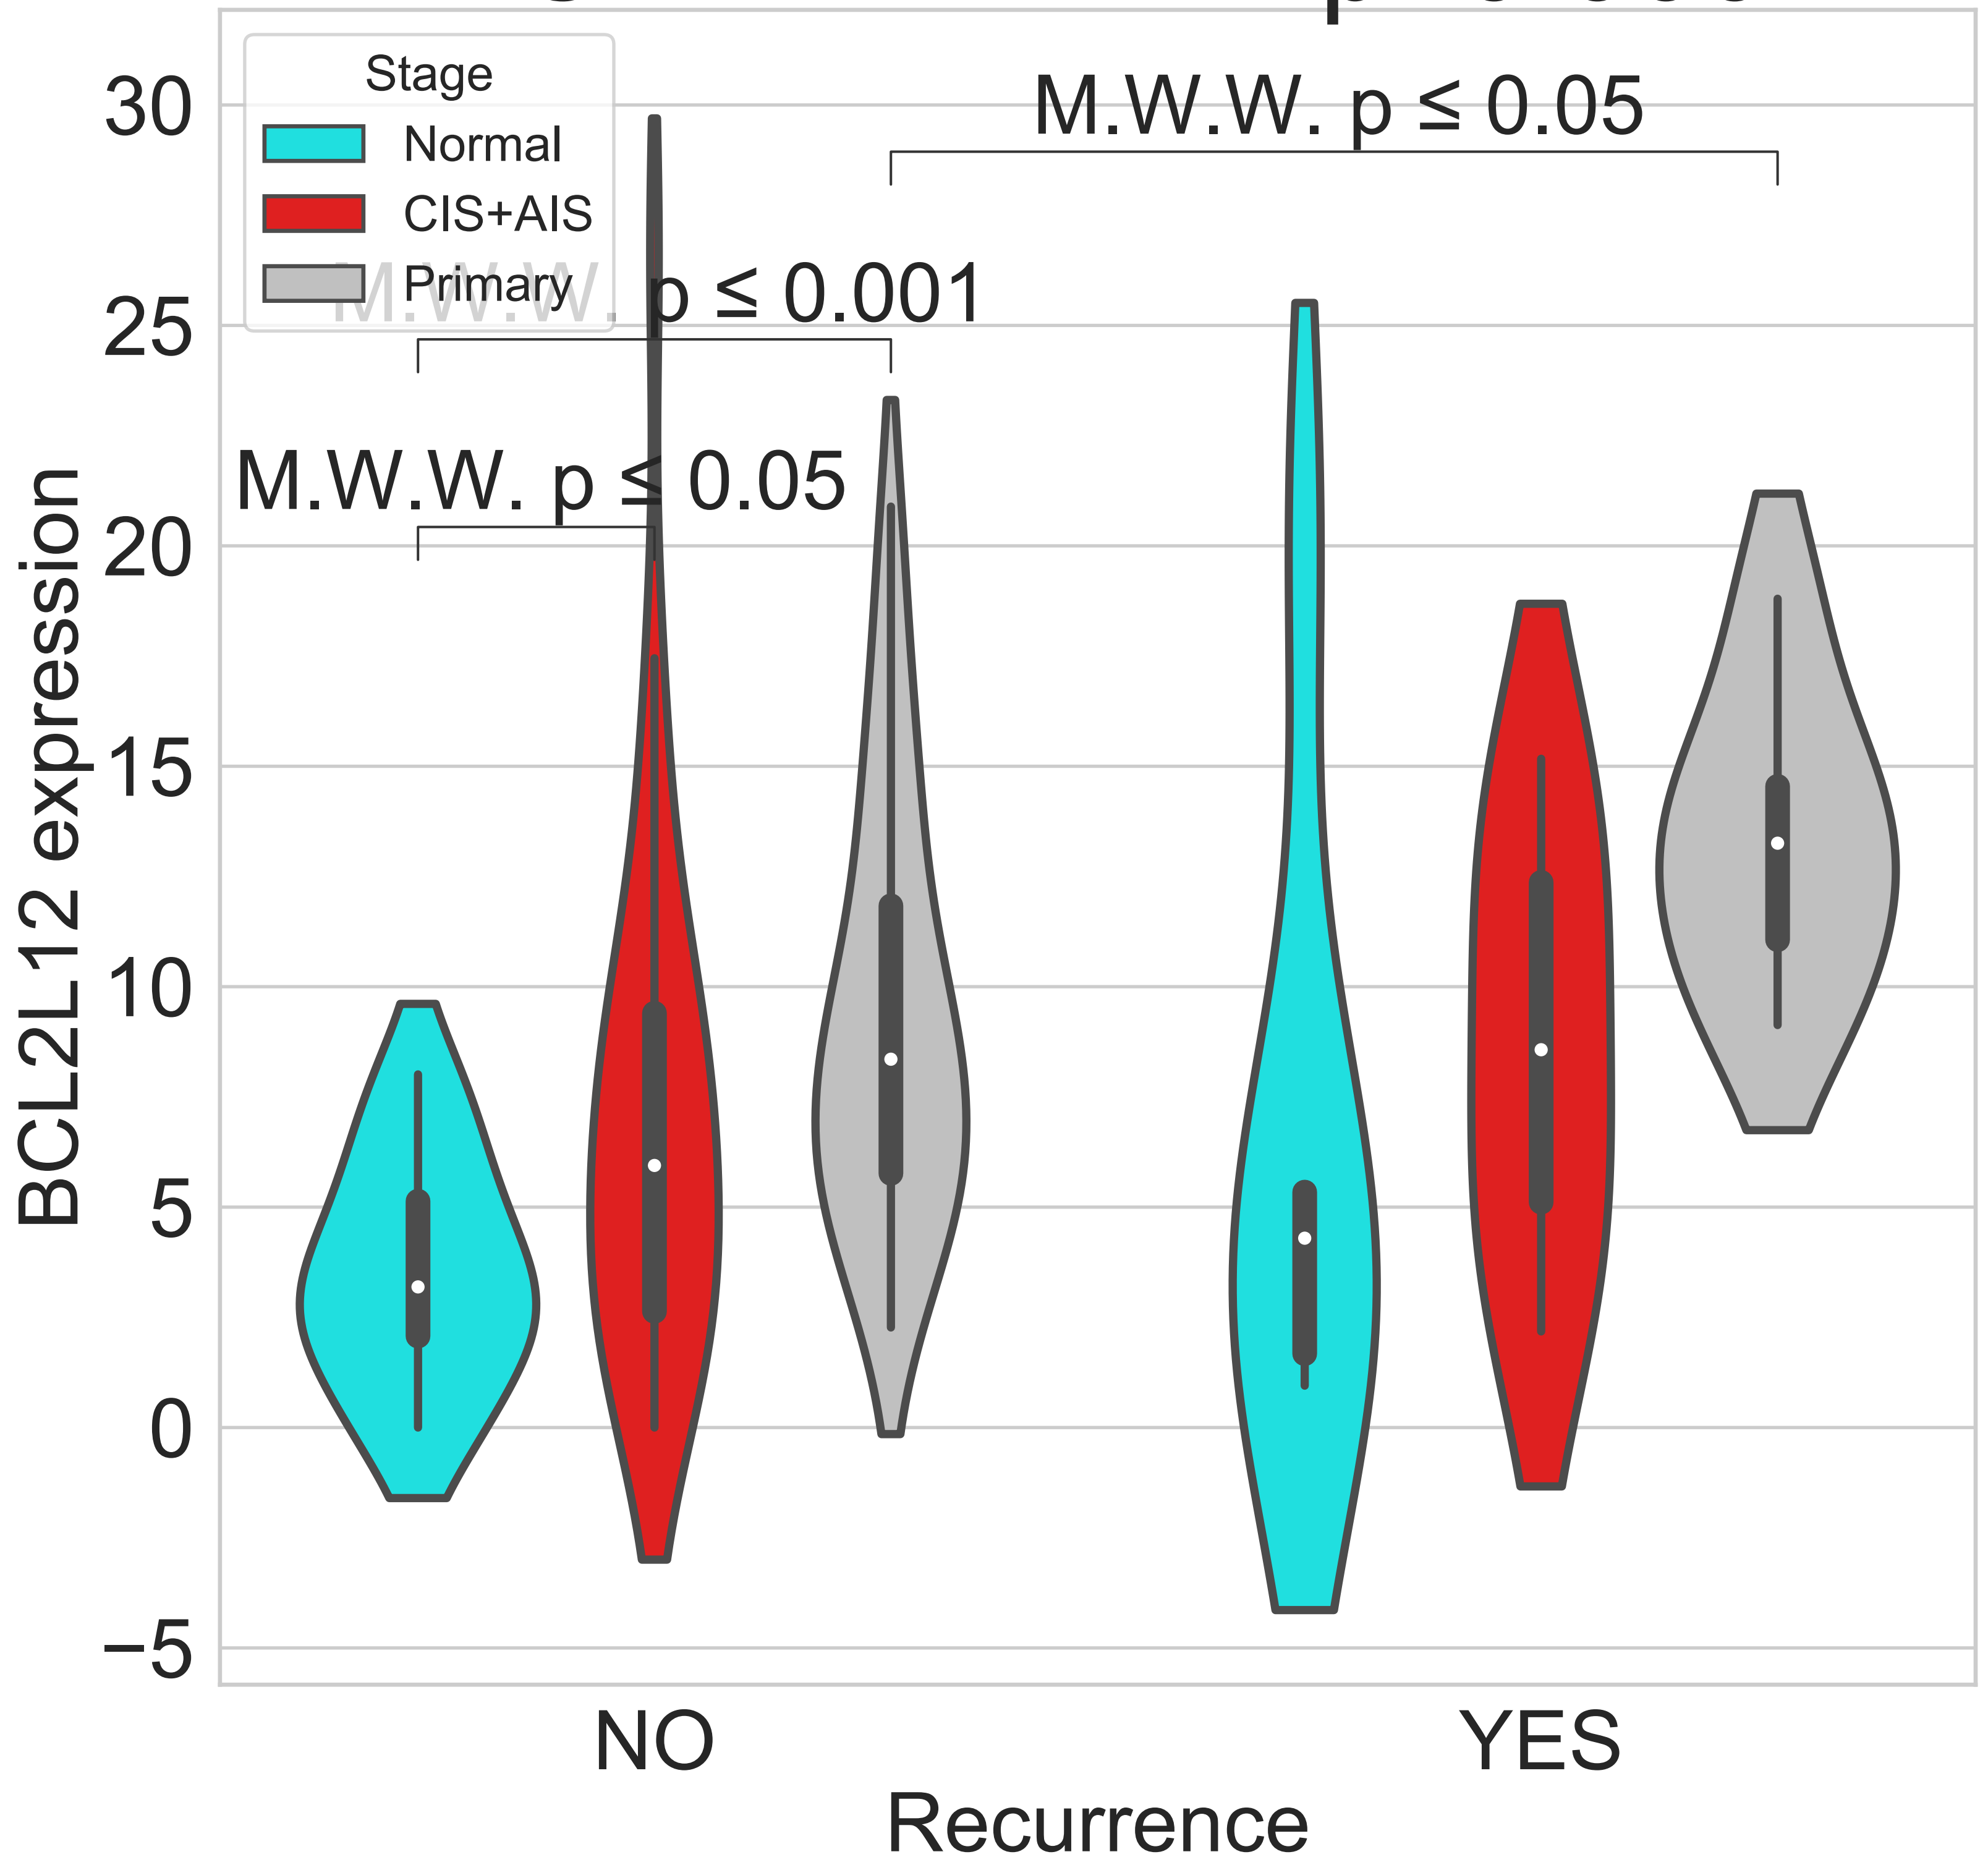 Stage
Normal
CIS+AIS
Primary
M.W.W. p ≤ 0.05
M.W.W. p ≤ 0.001
M.W.W. p ≤ 0.05
30
25
20
15
10
5
0
−5
BCL2L12 expression
NO
YES
Recurrence